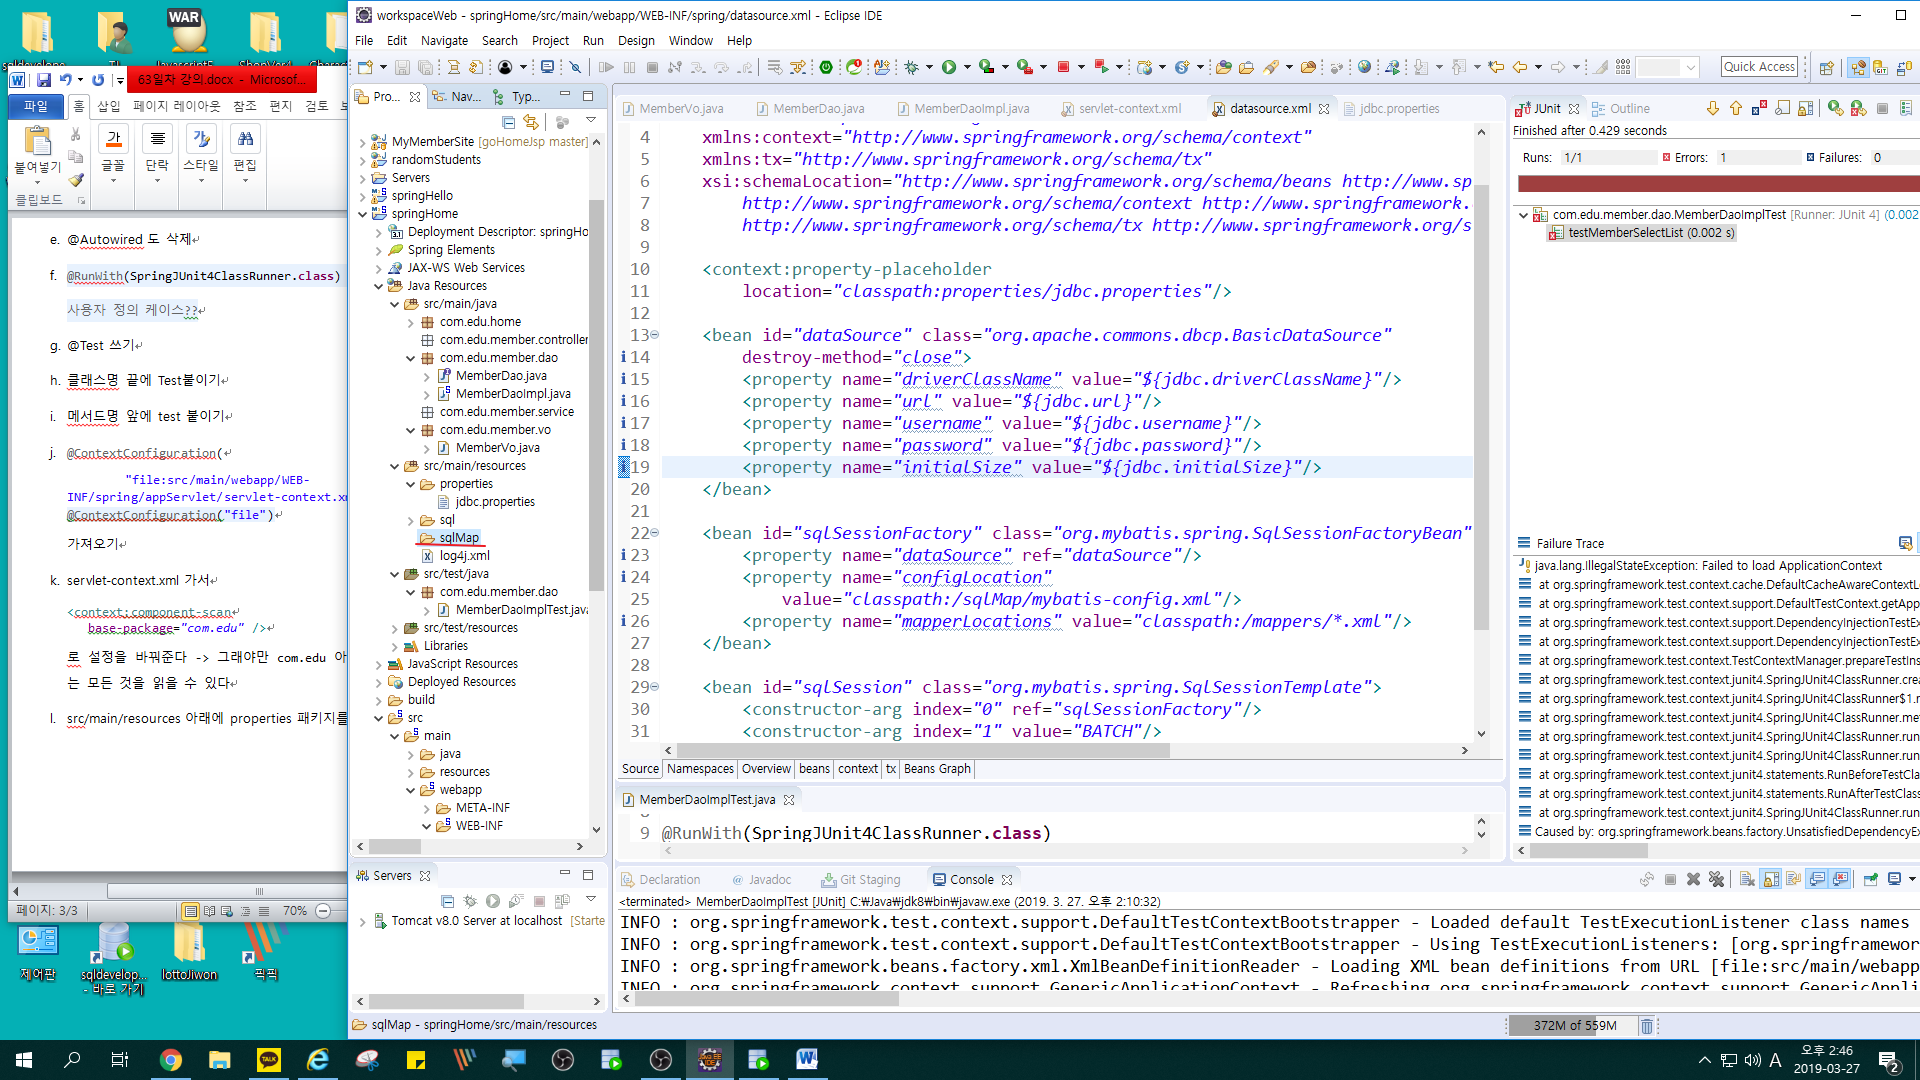 WAR
workspaceWeb - springHome/src/main/webapp/WEB-INF/spring/datasource.xml - Eclipse IDE
File Edit Navigate Search Project Run Design Window Help
63일자 강의.docx - Microsof...
파일 홈 삽입 페이지 레이아웃 참조 편지 검토
Quick Access
붙여넣기 글꼴 단락 스타일 편집
클립보드
e. @Autowired 도 삭제
f. @RunWith(SpringJUnit4ClassRunner.class)
사용자 정의 케이스??
g. @Test 쓰기
h. 클래스명 끝에 Test붙이기
i. 메서드명 앞에 test 붙이기
j. @ContextConfiguration(
"file:src/main/webapp/WEB-
INF/spring/appServlet/servlet-context.xm
@ContextConfiguration("file")
가져오기
k. servlet-context.xml 가서
<context:component-scan
base-package="com.edu" />
로 설정을 바꿔준다 -> 그래야만 com.edu 아
는 모든 것을 읽을 수 있다
l. src/main/resources 아래에 properties 패키지를
페이지: 3/3 70%
제어판
sqldevelop... - 바로 가기
lottoJiwon
픽픽
Pro... Nav... Typ...
MyMemberSite [goHomeJsp master]
randomStudents
Servers
springHello
springHome
Deployment Descriptor: springHo
Spring Elements
JAX-WS Web Services
Java Resources
src/main/java
com.edu.home
com.edu.member.controller
com.edu.member.dao
MemberDao.java
MemberDaoImpl.java
com.edu.member.service
com.edu.member.vo
MemberVo.java
src/main/resources
properties
jdbc.properties
sql
sqlMap
log4j.xml
src/test/java
com.edu.member.dao
MemberDaoImplTest.java
src/test/resources
Libraries
JavaScript Resources
Deployed Resources
build
src
main
java
resources
webapp
META-INF
WEB-INF
Servers
Tomcat v8.0 Server at localhost [Starte
sqlMap - springHome/src/main/resources
MemberVo.java MemberDao.java MemberDaoImpl.java servlet-context.xml datasource.xml jdbc.properties
4 xmlns:context="http://www.springframework.org/schema/context"
5 xmlns:tx="http://www.springframework.org/schema/tx"
6 xsi:schemaLocation="http://www.springframework.org/schema/beans http://www.sp
7 http://www.springframework.org/schema/context http://www.springframework.
8 http://www.springframework.org/schema/tx http://www.springframework.org/s
9
10 <context:property-placeholder
11 location="classpath:properties/jdbc.properties"/>
12
13 <bean id="dataSource" class="org.apache.commons.dbcp.BasicDataSource"
14 destroy-method="close">
15 <property name="driverClassName" value="${jdbc.driverClassName}"/>
16 <property name="url" value="${jdbc.url}"/>
17 <property name="username" value="${jdbc.username}"/>
18 <property name="password" value="${jdbc.password}"/>
19 <property name="initialSize" value="${jdbc.initialSize}"/>
20 </bean>
21
22 <bean id="sqlSessionFactory" class="org.mybatis.spring.SqlSessionFactoryBean"
23 <property name="dataSource" ref="dataSource"/>
24 <property name="configLocation"
25 value="classpath:/sqlMap/mybatis-config.xml"/>
26 <property name="mapperLocations" value="classpath:/mappers/*.xml"/>
27 </bean>
28
29 <bean id="sqlSession" class="org.mybatis.spring.SqlSessionTemplate">
30 <constructor-arg index="0" ref="sqlSessionFactory"/>
31 <constructor-arg index="1" value="BATCH"/>
Source Namespaces Overview beans context tx Beans Graph
MemberDaoImplTest.java
9 @RunWith(SpringJUnit4ClassRunner.class)
Declaration Javadoc Git Staging Console
<terminated> MemberDaoImplTest [JUnit] C:\Java\jdk8\bin\javaw.exe (2019. 3. 27. 오후 2:10:32)
INFO : org.springframework.test.context.support.DefaultTestContextBootstrapper - Loaded default TestExecutionListener class names
INFO : org.springframework.test.context.support.DefaultTestContextBootstrapper - Using TestExecutionListeners: [org.springframewor
INFO : org.springframework.beans.factory.xml.XmlBeanDefinitionReader - Loading XML bean definitions from URL [file:src/main/webapp
INFO : org.springframework.context.support.GenericApplicationContext - Refreshing org.springframework.context.support.GenericAppli
JUnit Outline
Finished after 0.429 seconds
Runs: 1/1 Errors: 1 Failures: 0
com.edu.member.dao.MemberDaoImplTest [Runner: JUnit 4] (0.002
testMemberSelectList (0.002 s)
Failure Trace
java.lang.IllegalStateException: Failed to load ApplicationContext
at org.springframework.test.context.cache.DefaultCacheAwareContextL
at org.springframework.test.context.support.DefaultTestContext.getApp
at org.springframework.test.context.support.DependencyInjectionTestEx
at org.springframework.test.context.support.DependencyInjectionTestEx
at org.springframework.test.context.TestContextManager.prepareTestIns
at org.springframework.test.context.junit4.SpringJUnit4ClassRunner.crea
at org.springframework.test.context.junit4.SpringJUnit4ClassRunner$1.r
at org.springframework.test.context.junit4.SpringJUnit4ClassRunner.me
at org.springframework.test.context.junit4.SpringJUnit4ClassRunner.run
at org.springframework.test.context.junit4.SpringJUnit4ClassRunner.run
at org.springframework.test.context.junit4.statements.RunBeforeTestCla
at org.springframework.test.context.junit4.statements.RunAfterTestClass
at org.springframework.test.context.junit4.SpringJUnit4ClassRunner.run
Caused by: org.springframework.beans.factory.UnsatisfiedDependencyEx
372M of 559M
TALK
A 오후 2:46
2019-03-27
2